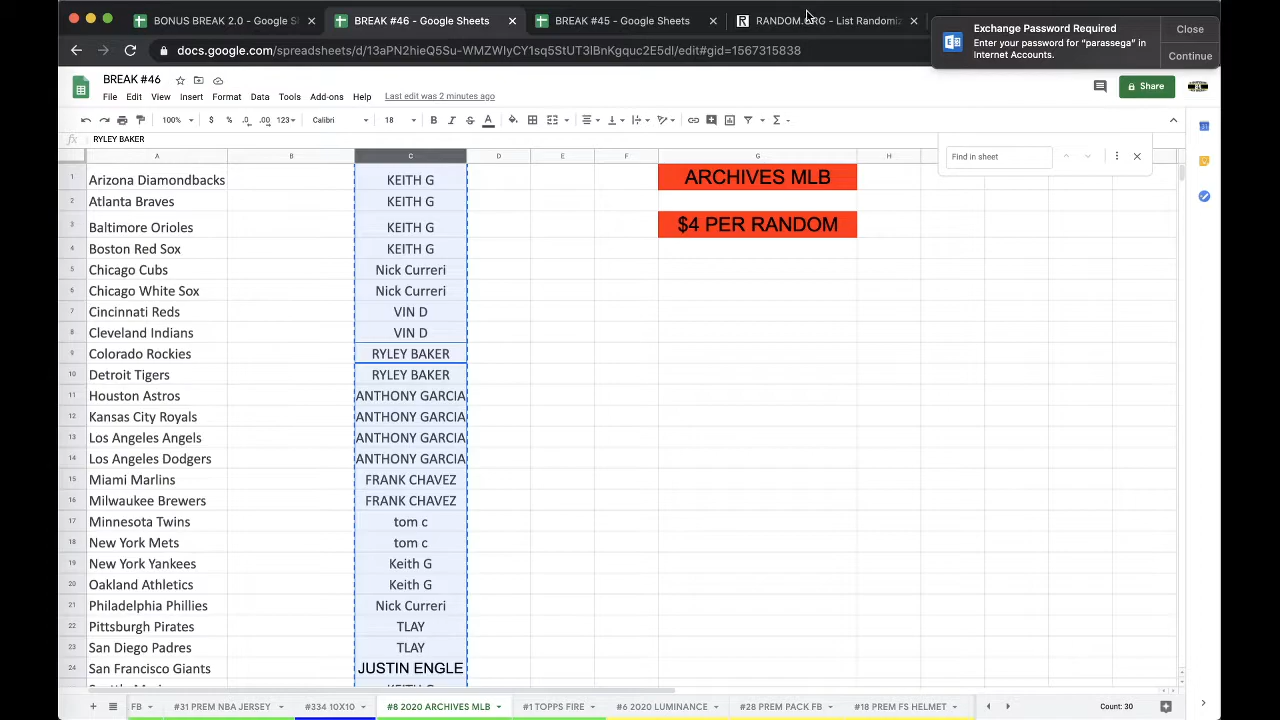 BONUS BREAK 2.0 - Google S
BREAK #46 - Google Sheets
BREAK #45 - Google Sheets
RANDOM.ORG - List Randomi
Exchange Password Required
Enter your password for "parassega" in
Internet Accounts.
Close
Continue
docs.google.com/spreadsheets/d/13aPN2hieQ5Su-WMZWIyCY1sq5StUT3lBnKgquc2E5dI/edit#gid=1567315838
BREAK #46
File Edit View Insert Format Data Tools Add-ons Help Last edit was 2 minutes ago
Share
100% $ % .0 .00 123 Calibri 18 B I S A
fx RYLEY BAKER
Find in sheet
A B C D E F G H
1 Arizona Diamondbacks KEITH G ARCHIVES MLB
2 Atlanta Braves KEITH G
3 Baltimore Orioles KEITH G $4 PER RANDOM
4 Boston Red Sox KEITH G
5 Chicago Cubs Nick Curreri
6 Chicago White Sox Nick Curreri
7 Cincinnati Reds VIN D
8 Cleveland Indians VIN D
9 Colorado Rockies RYLEY BAKER
10 Detroit Tigers RYLEY BAKER
11 Houston Astros ANTHONY GARCIA
12 Kansas City Royals ANTHONY GARCIA
13 Los Angeles Angels ANTHONY GARCIA
14 Los Angeles Dodgers ANTHONY GARCIA
15 Miami Marlins FRANK CHAVEZ
16 Milwaukee Brewers FRANK CHAVEZ
17 Minnesota Twins tom c
18 New York Mets tom c
19 New York Yankees Keith G
20 Oakland Athletics Keith G
21 Philadelphia Phillies Nick Curreri
22 Pittsburgh Pirates TLAY
23 San Diego Padres TLAY
24 San Francisco Giants JUSTIN ENGLE
KEITH G
FB #31 PREM NBA JERSEY #334 10X10 #8 2020 ARCHIVES MLB #1 TOPPS FIRE #6 2020 LUMINANCE #28 PREM PACK FB #18 PREM FS HELMET Count: 30